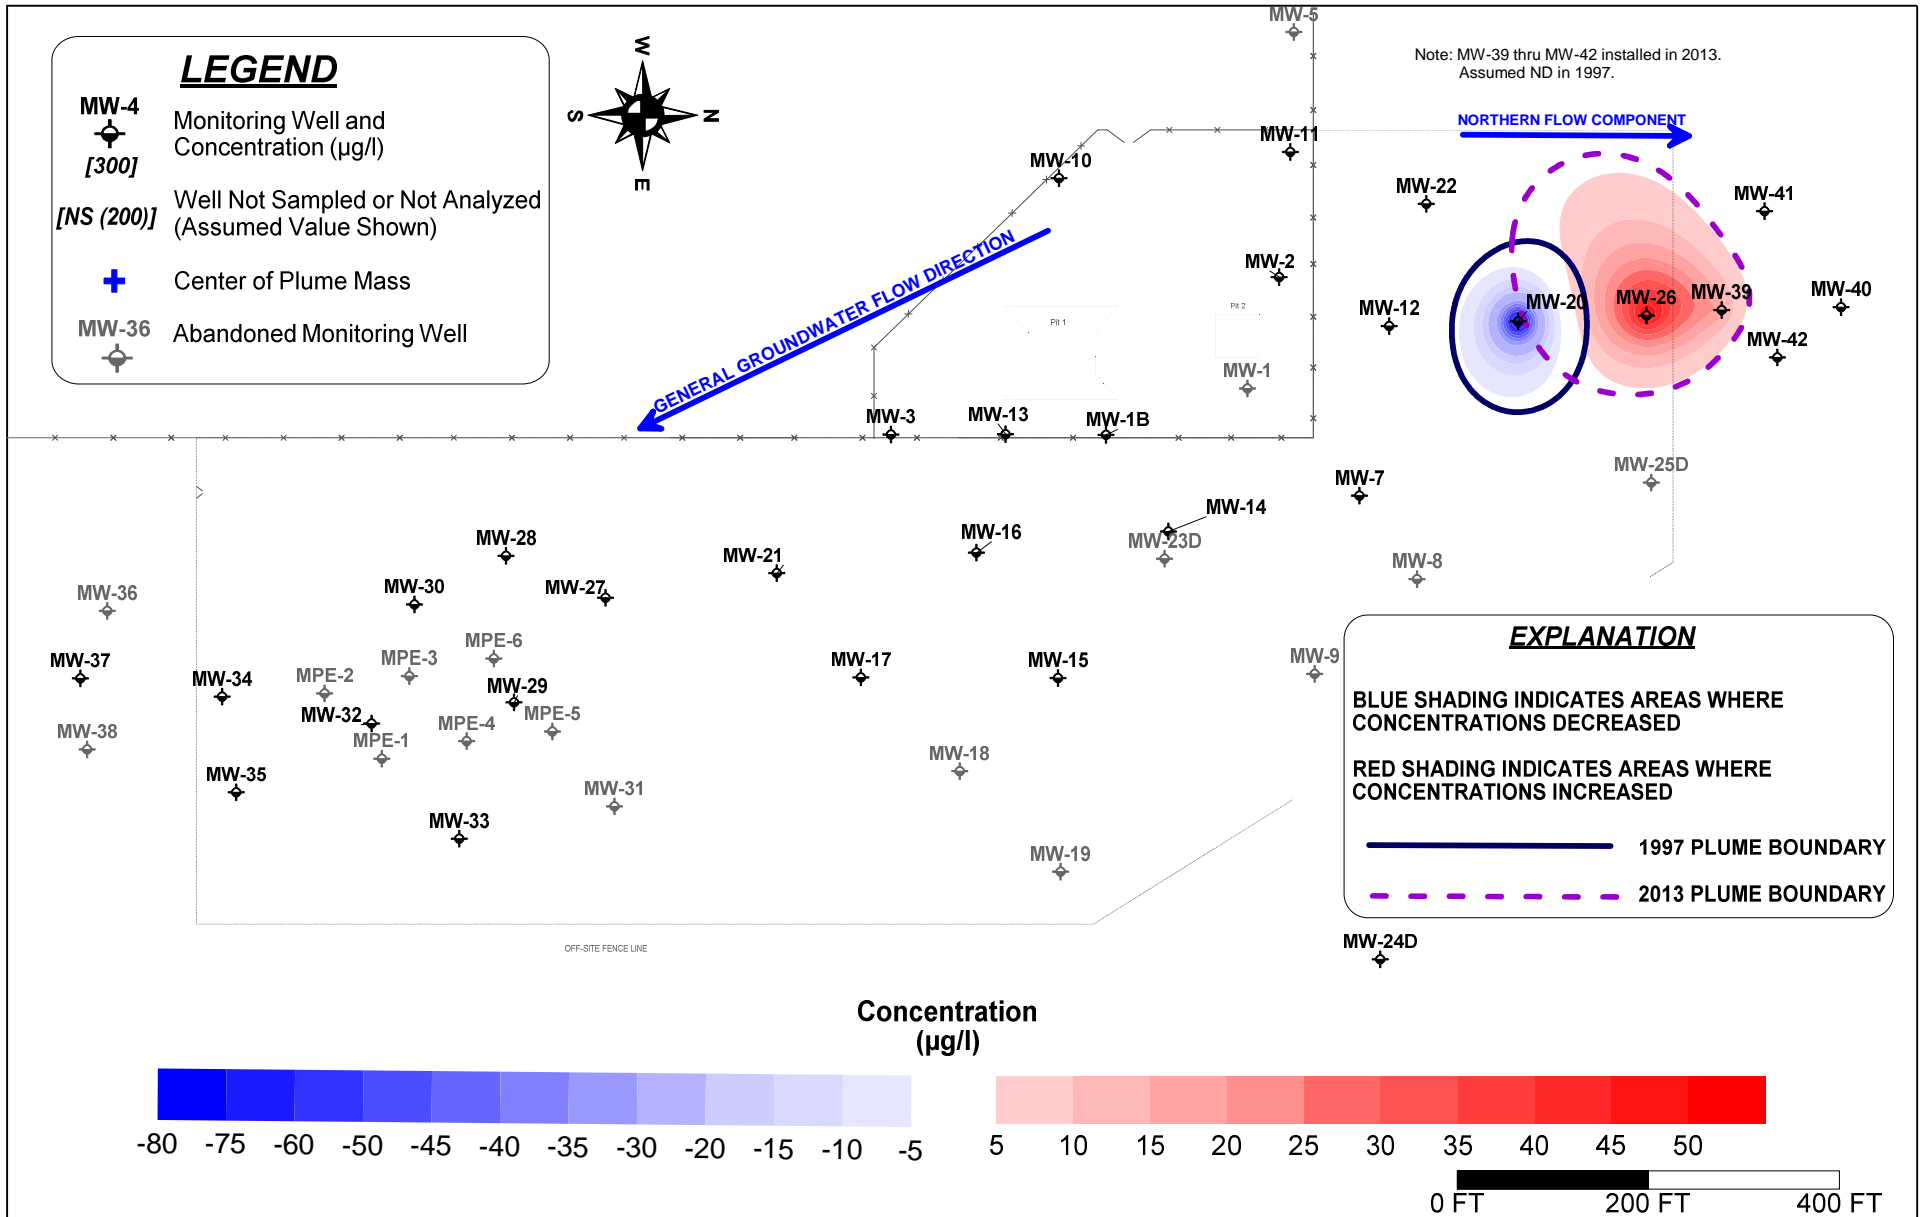 LEGEND
MW-4
[300]
Monitoring Well and
Concentration (µg/l)
[NS (200)]
Well Not Sampled or Not Analyzed
(Assumed Value Shown)
Center of Plume Mass
MW-36
Abandoned Monitoring Well
W
S
N
E
MW-5
Note: MW-39 thru MW-42 installed in 2013.
Assumed ND in 1997.
NORTHERN FLOW COMPONENT
MW-11
MW-10
MW-22
MW-41
GENERAL GROUNDWATER FLOW DIRECTION
MW-2
MW-12
MW-20
MW-26
MW-39
MW-40
MW-42
Pit 1
Pit 2
MW-1
MW-3
MW-13
MW-1B
MW-25D
MW-7
MW-14
MW-23D
MW-16
MW-8
MW-28
MW-21
MW-27
MW-30
MW-36
MW-37
MW-38
MW-34
MPE-2
MPE-3
MPE-6
MW-29
MW-32
MPE-1
MPE-4
MPE-5
MW-35
MW-33
MW-31
MW-17
MW-15
MW-9
MW-18
MW-19
OFF-SITE FENCE LINE
EXPLANATION
BLUE SHADING INDICATES AREAS WHERE
CONCENTRATIONS DECREASED
RED SHADING INDICATES AREAS WHERE
CONCENTRATIONS INCREASED
1997 PLUME BOUNDARY
2013 PLUME BOUNDARY
MW-24D
Concentration
(µg/l)
-80 -75 -60 -50 -45 -40 -35 -30 -20 -15 -10 -5
5 10 15 20 25 30 35 40 45 50
0 FT 200 FT 400 FT